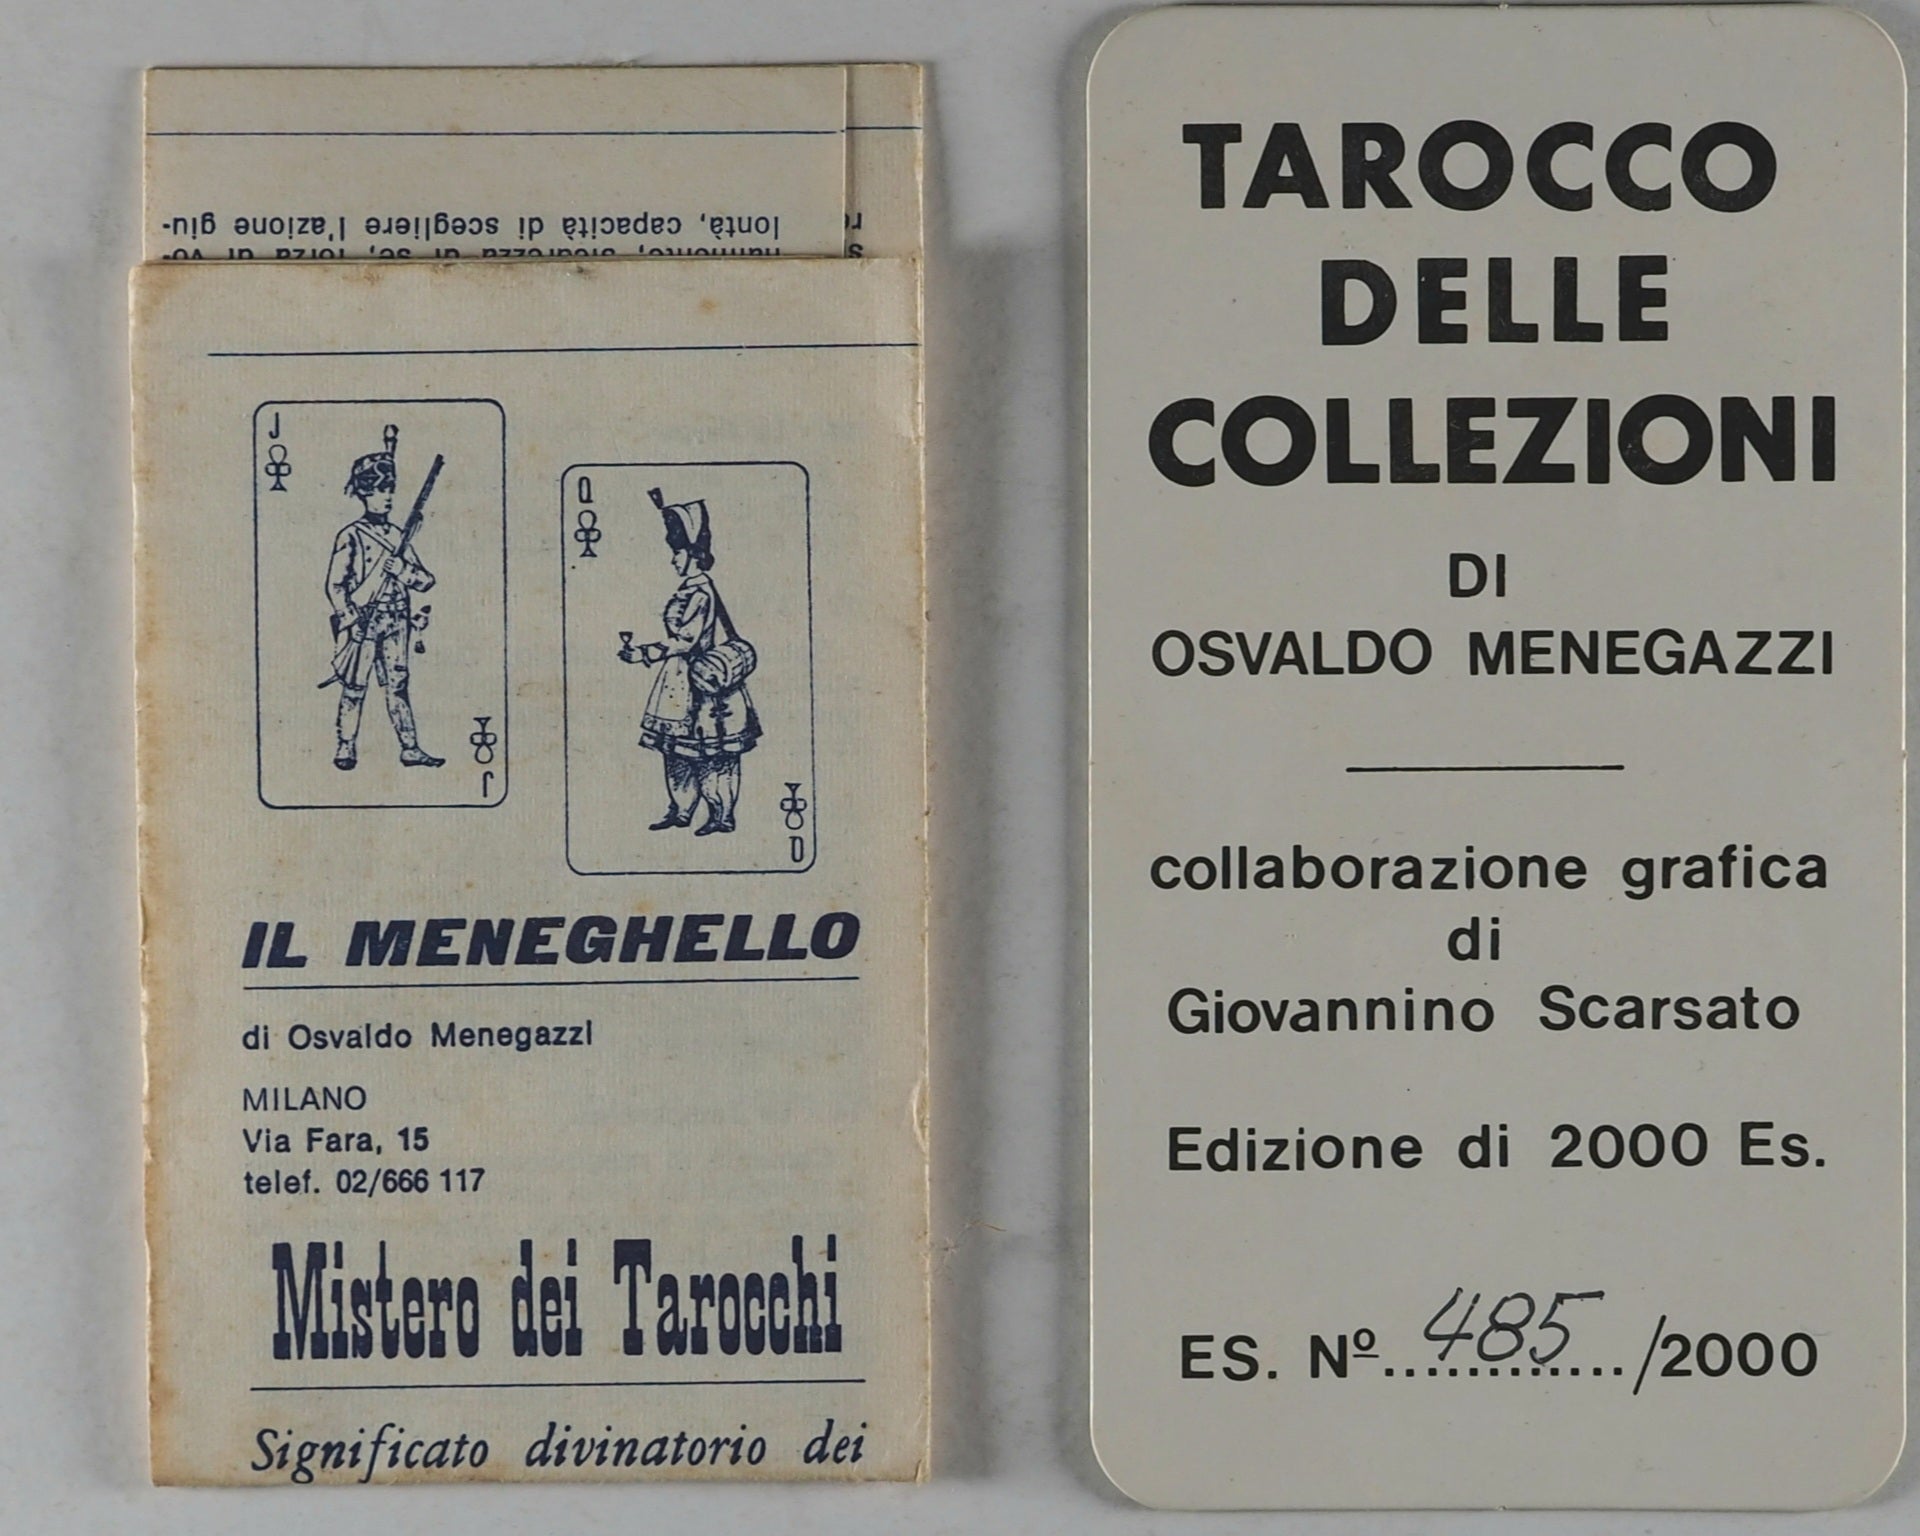 lontà, capacità di scegliere l'azione giu-
J
Q
J
Q
IL MENEGHELLO
di Osvaldo Menegazzi
MILANO
Via Fara, 15
telef. 02/666 117
Mistero dei Tarocchi
Significato divinatorio dei
TAROCCO
DELLE
COLLEZIONI
DI
OSVALDO MENEGAZZI
collaborazione grafica
di
Giovannino Scarsato
Edizione di 2000 Es.
ES. Nº 485 /2000